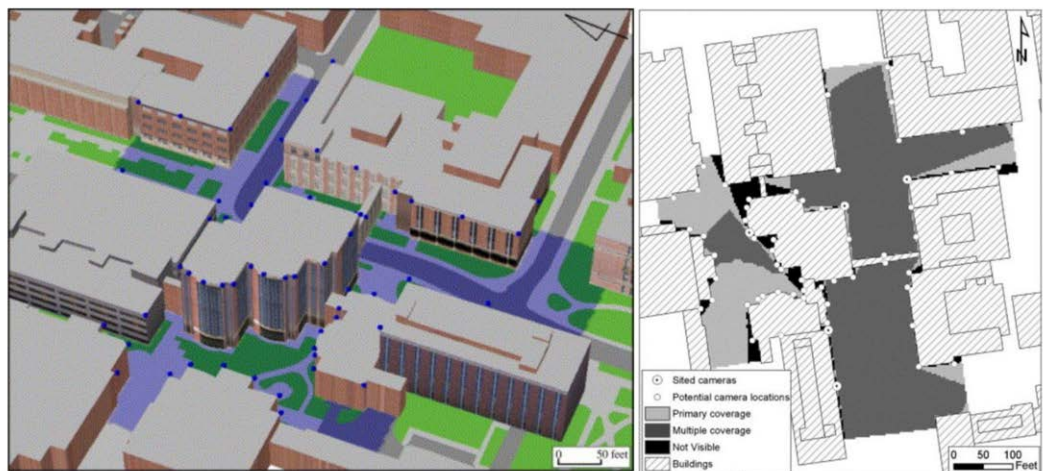 0 50 feet
N
Sited cameras
Potential camera locations
Primary coverage
Multiple coverage
Not Visible
Buildings
0 50 100
Feet